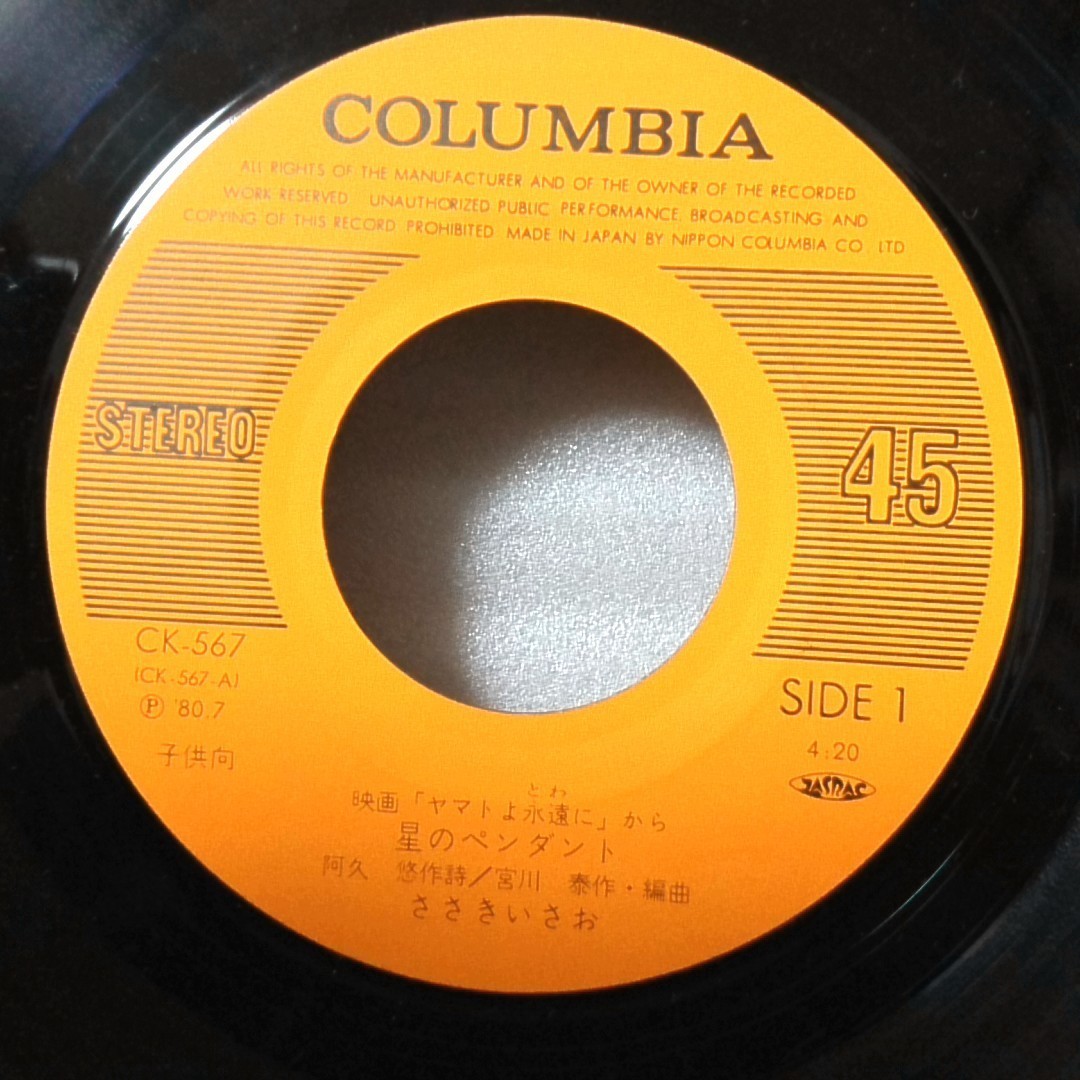 COLUMBIA
ALL RIGHTS OF THE MANUFACTURER AND OF THE OWNER OF THE RECORDED
WORK RESERVED UNAUTHORIZED PUBLIC PERFORMANCE, BROADCASTING AND
COPYING OF THIS RECORD PROHIBITED MADE IN JAPAN BY NIPPON COLUMBIA CO. LTD
STEREO
45
CK-567
(CK-567-A)
Ⓟ '80.7
子供向
SIDE 1
4:20
JASRAC
とわ
映画「ヤマトよ永遠に」から
星のペンダント
阿久 悠作詩/宮川 泰作・編曲
ささきいさお